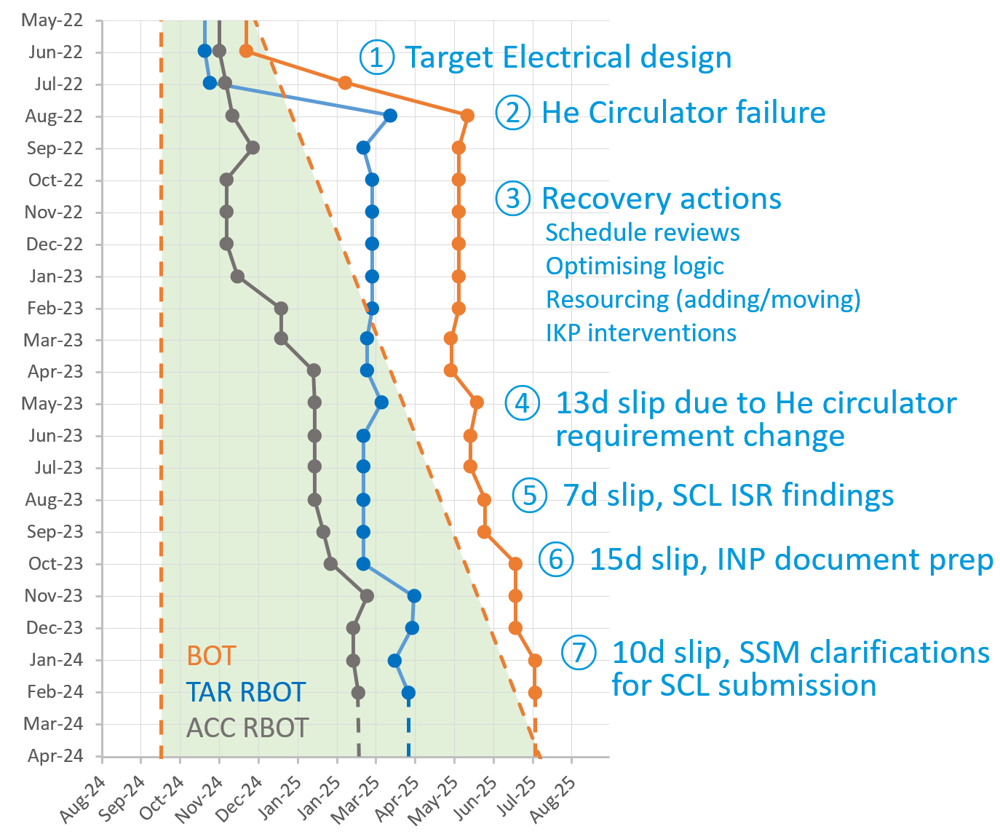 May-22
Jun-22
Jul-22
Aug-22
Sep-22
Oct-22
Nov-22
Dec-22
Jan-23
Feb-23
Mar-23
Apr-23
May-23
Jun-23
Jul-23
Aug-23
Sep-23
Oct-23
Nov-23
Dec-23
Jan-24
Feb-24
Mar-24
Apr-24
① Target Electrical design
② He Circulator failure
③ Recovery actions
Schedule reviews
Optimising logic
Resourcing (adding/moving)
IKP interventions
④ 13d slip due to He circulator
requirement change
⑤ 7d slip, SCL ISR findings
⑥ 15d slip, INP document prep
⑦ 10d slip, SSM clarifications
for SCL submission
BOT
TAR RBOT
ACC RBOT
Aug-24
Sep-24
Oct-24
Nov-24
Dec-24
Jan-25
Jan-25
Mar-25
Apr-25
May-25
Jun-25
Jul-25
Aug-25